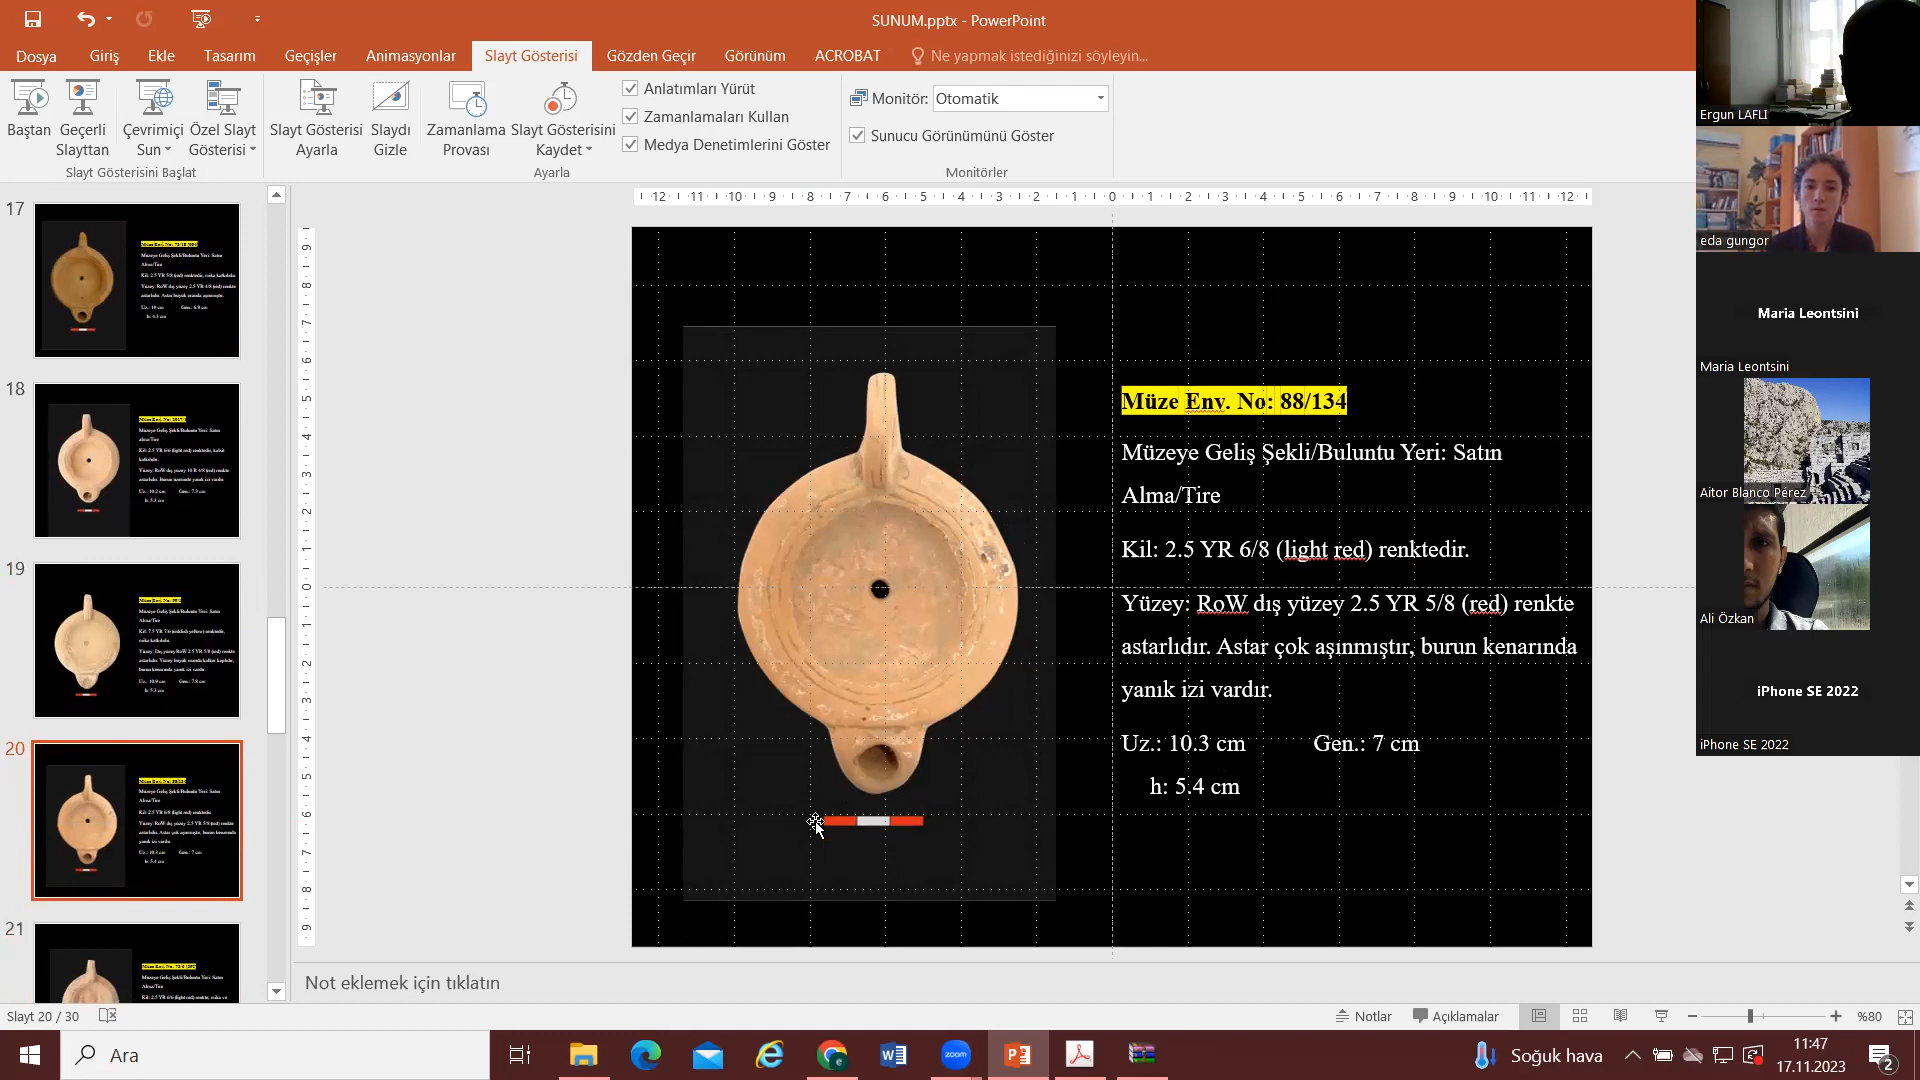 SUNUM.pptx - PowerPoint
Dosya
Giriş
Ekle
Tasarım
Geçişler
Animasyonlar
Slayt Gösterisi
Gözden Geçir
Görünüm
ACROBAT
Ne yapmak istediğinizi söyleyin...
Baştan
Geçerli
Slayttan
Çevrimiçi
Sun
Özel Slayt
Gösterisi
Slayt Gösterisini Başlat
Slayt Gösterisi
Ayarla
Slaydı
Gizle
Zamanlama
Provası
Slayt Gösterisini
Kaydet
Anlatımları Yürüt
Zamanlamaları Kullan
Medya Denetimlerini Göster
Ayarla
Monitör: Otomatik
Sunucu Görünümünü Göster
Monitörler
17
18
19
20
21
Müze Env. No: 88/134
Müzeye Geliş Şekli/Buluntu Yeri: Satın
Alma/Tire
Kil: 2.5 YR 6/8 (light red) renktedir.
Yüzey: RoW dış yüzey 2.5 YR 5/8 (red) renkte
astarlıdır. Astar çok aşınmıştır, burun kenarında
yanık izi vardır.
Uz.: 10.3 cm Gen.: 7 cm
h: 5.4 cm
Ergun LAFLI
eda gungor
Maria Leontsini
Maria Leontsini
Aitor Blanco Pérez
Ali Özkan
iPhone SE 2022
iPhone SE 2022
Not eklemek için tıklatın
Slayt 20 / 30
Notlar
Açıklamalar
%80
Ara
zoom
Soğuk hava
11:47
17.11.2023
2